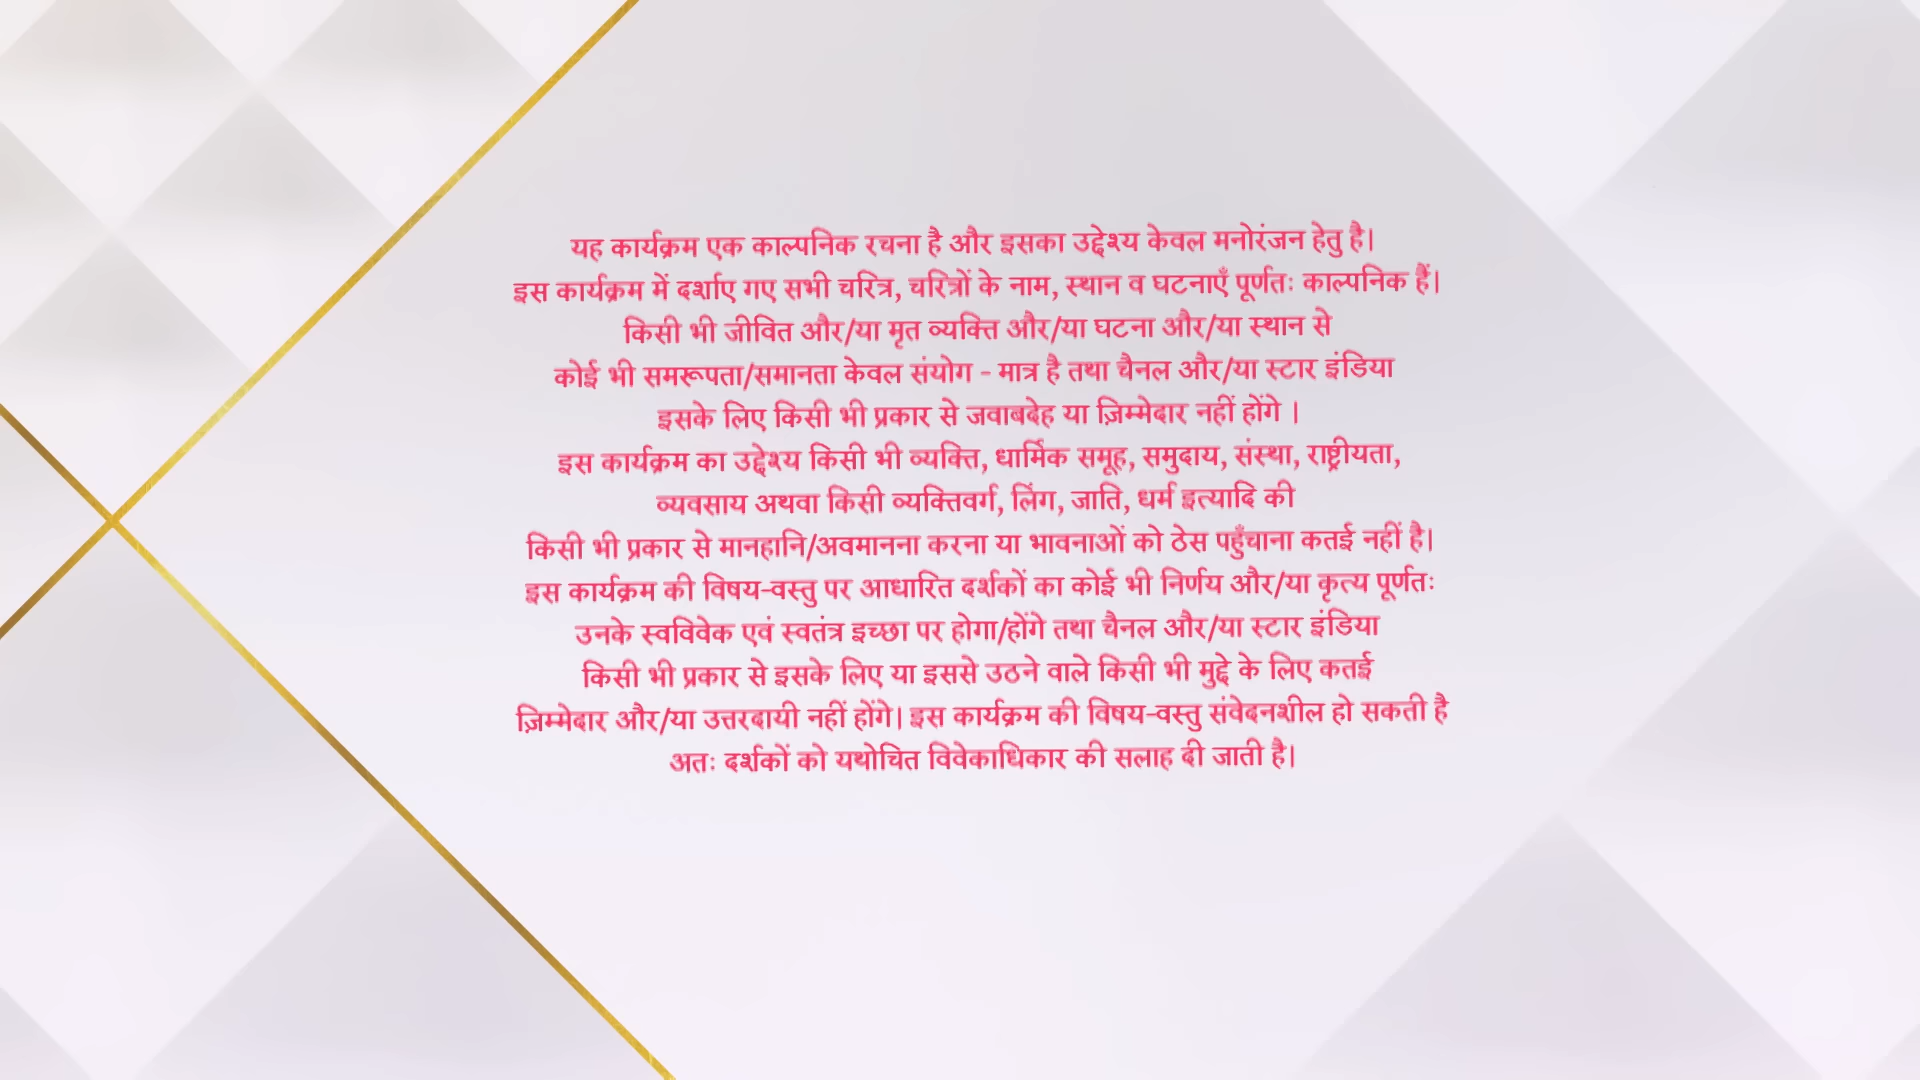 यह कार्यक्रम एक काल्पनिक रचना है और इसका उद्देश्य केवल मनोरंजन हेतु है।
इस कार्यक्रम में दर्शाए गए सभी चरित्र, चरित्रों के नाम, स्थान व घटनाएँ पूर्णतः काल्पनिक हैं।
किसी भी जीवित और/या मृत व्यक्ति और/या घटना और/या स्थान से
कोई भी समरूपता/समानता केवल संयोग - मात्र है तथा चैनल और/या स्टार इंडिया
इसके लिए किसी भी प्रकार से जवाबदेह या ज़िम्मेदार नहीं होंगे ।
इस कार्यक्रम का उद्देश्य किसी भी व्यक्ति, धार्मिक समूह, समुदाय, संस्था, राष्ट्रीयता,
व्यवसाय अथवा किसी व्यक्तिवर्ग, लिंग, जाति, धर्म इत्यादि की
किसी भी प्रकार से मानहानि/अवमानना करना या भावनाओं को ठेस पहुँचाना कतई नहीं है।
इस कार्यक्रम की विषय-वस्तु पर आधारित दर्शकों का कोई भी निर्णय और/या कृत्य पूर्णतः
उनके स्वविवेक एवं स्वतंत्र इच्छा पर होगा/होंगे तथा चैनल और/या स्टार इंडिया
किसी भी प्रकार से इसके लिए या इससे उठने वाले किसी भी मुद्दे के लिए कतई
ज़िम्मेदार और/या उत्तरदायी नहीं होंगे। इस कार्यक्रम की विषय-वस्तु संवेदनशील हो सकती है
अतः दर्शकों को यथोचित विवेकाधिकार की सलाह दी जाती है।